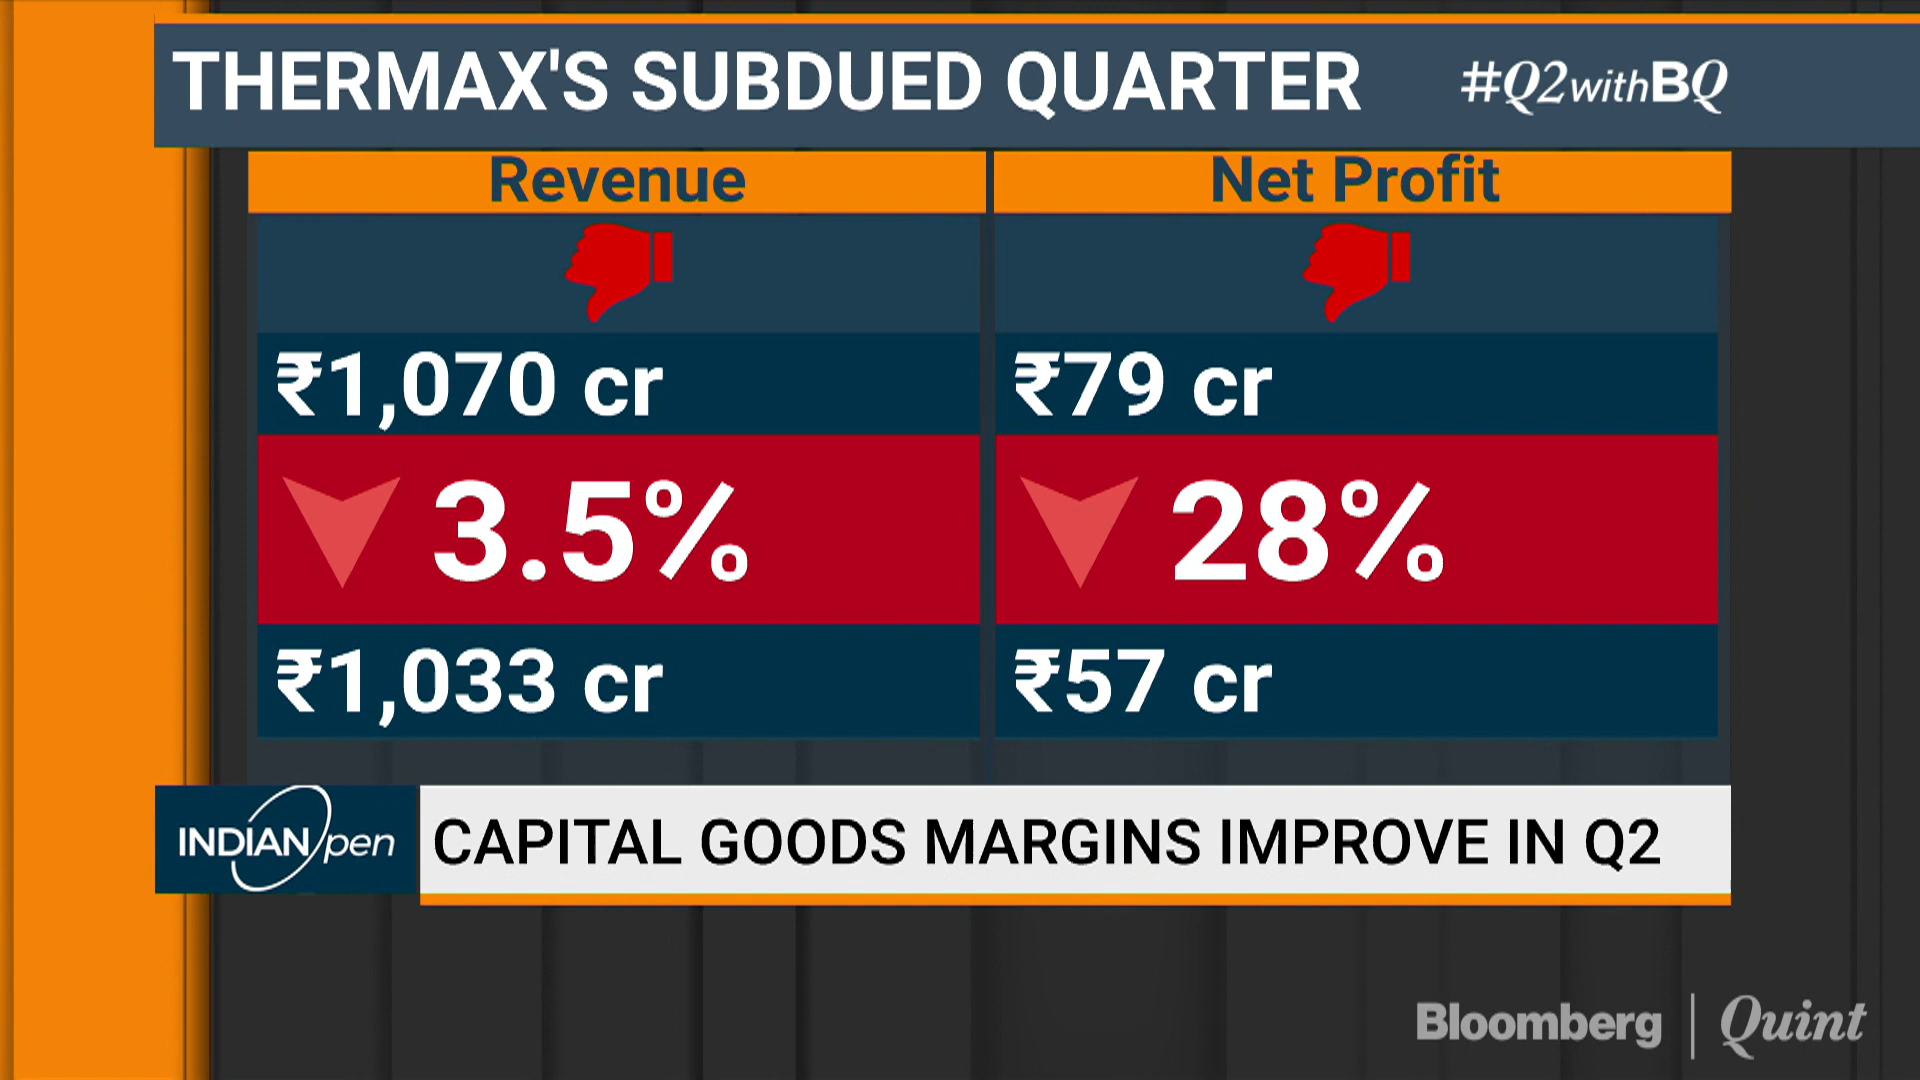 THERMAX'S SUBDUED QUARTER
#Q2withBQ
Revenue
Net Profit
₹1,070 cr
₹79 cr
3.5%
28%
₹1,033 cr
₹57 cr
INDIAN Open
CAPITAL GOODS MARGINS IMPROVE IN Q2
Bloomberg | Quint